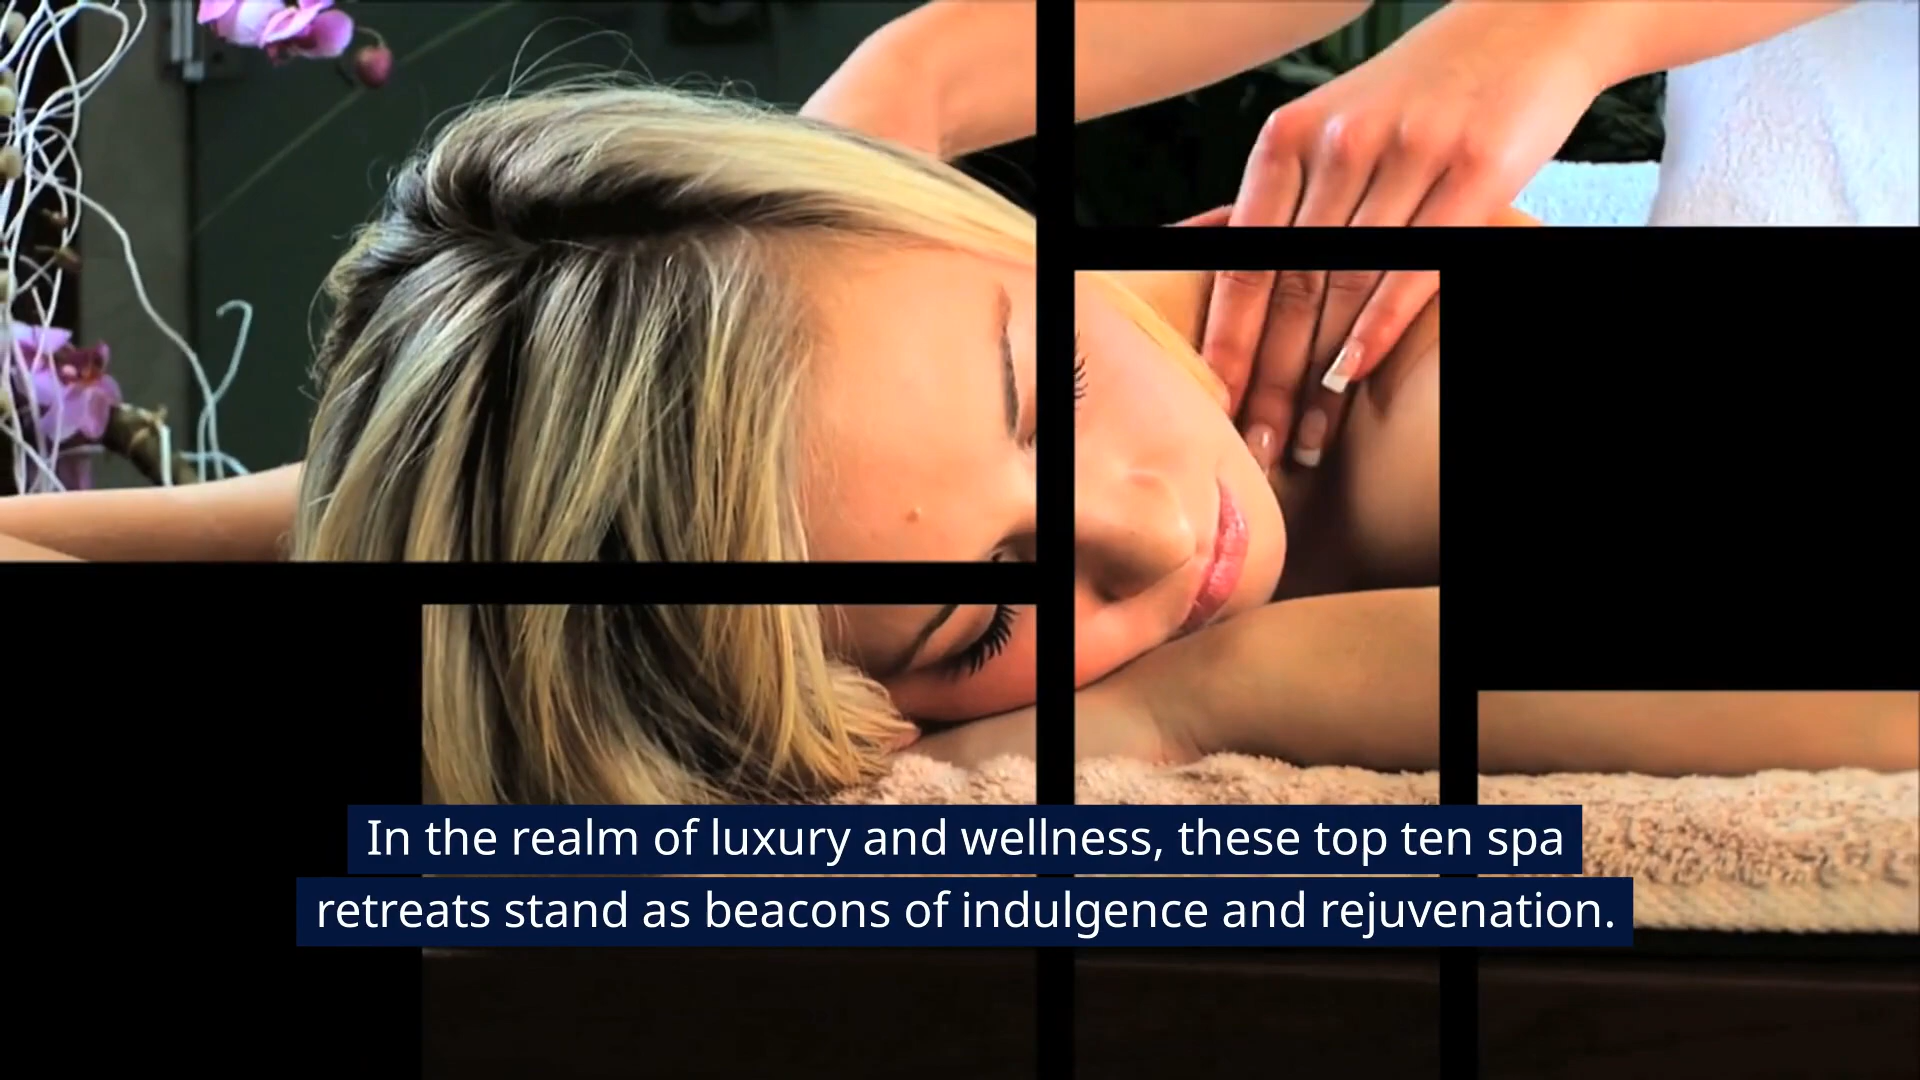 In the realm of luxury and wellness, these top ten spa
retreats stand as beacons of indulgence and rejuvenation.